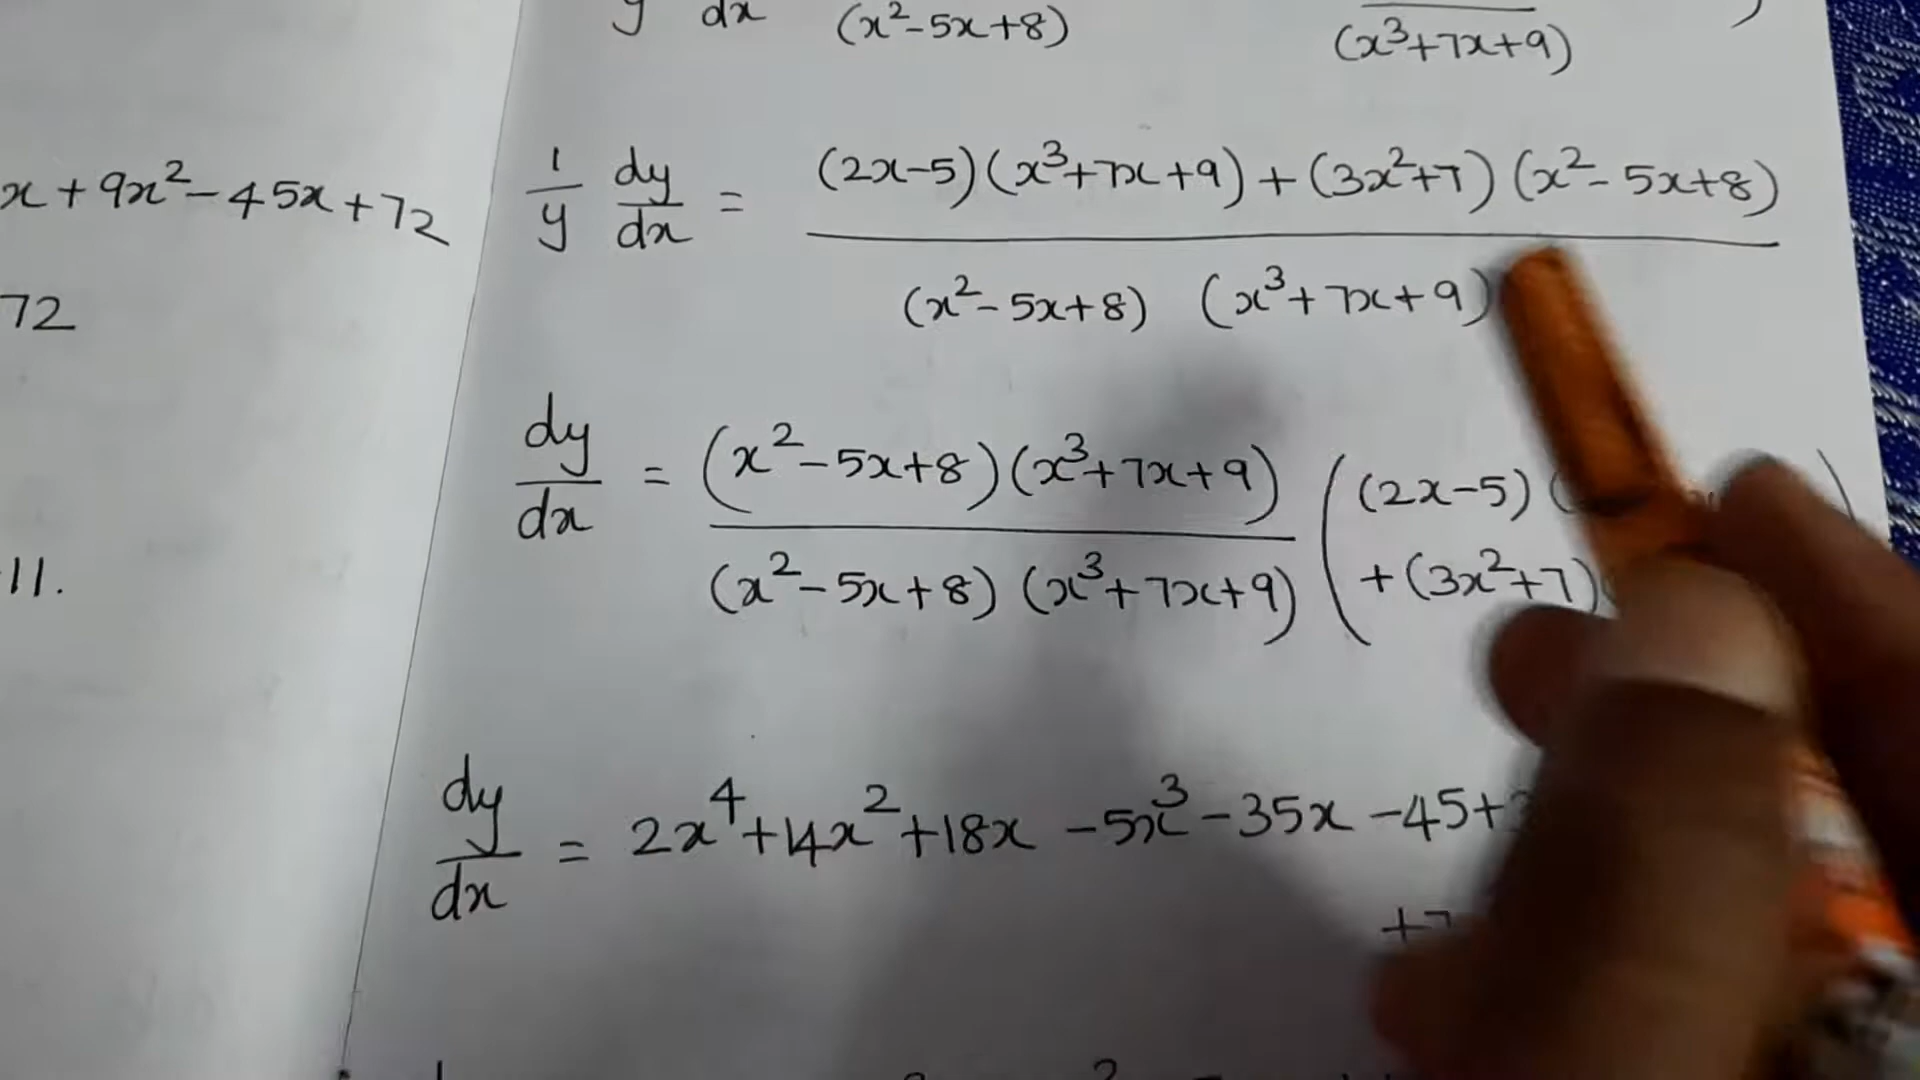 x + 9x² - 45x + 72
72
11.
y dx (x² - 5x + 8) (x³ + 7x + 9)
1/y dy/dx = (2x-5)(x³+7x+9) + (3x²+7)(x²-5x+8)
(x²-5x+8) (x³+7x+9)
dy/dx = (x²-5x+8)(x³+7x+9) ( (2x-5)
(x²-5x+8) (x³+7x+9) + (3x²+7)
dy/dx = 2x⁴ + 14x² + 18x - 5x³ - 35x - 45 +